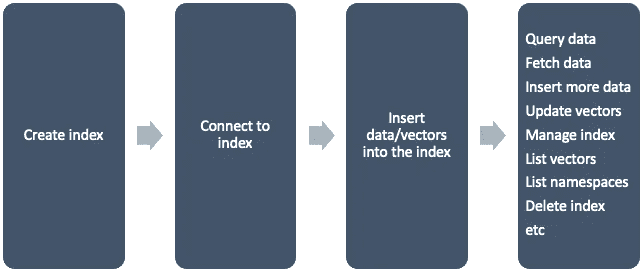 Create index
Connect to
index
Insert
data/vectors
into the index
Query data
Fetch data
Insert more data
Update vectors
Manage index
List vectors
List namespaces
Delete index
etc